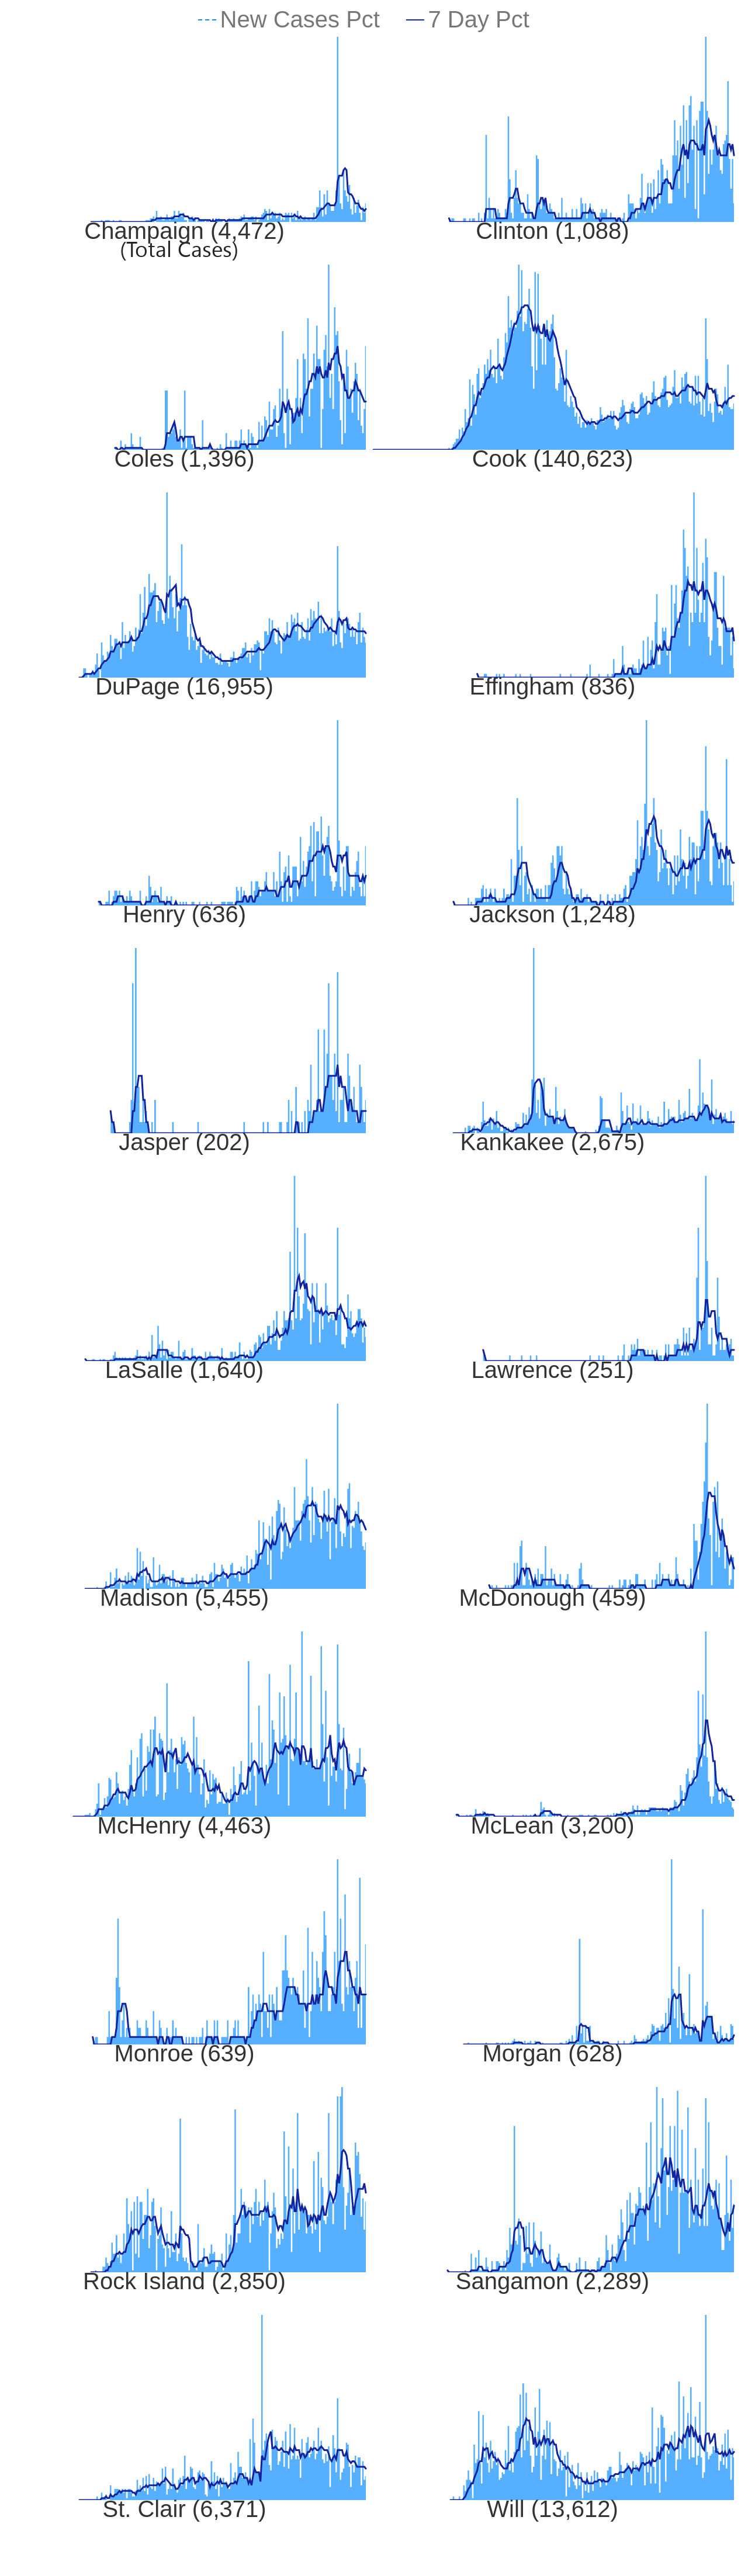 New Cases Pct 7 Day Pct
Champaign (4,472) Clinton (1,088)
(Total Cases)
Coles (1,396) Cook (140,623)
DuPage (16,955) Effingham (836)
Henry (636) Jackson (1,248)
Jasper (202) Kankakee (2,675)
LaSalle (1,640) Lawrence (251)
Madison (5,455) McDonough (459)
McHenry (4,463) McLean (3,200)
Monroe (639) Morgan (628)
Rock Island (2,850) Sangamon (2,289)
St. Clair (6,371) Will (13,612)